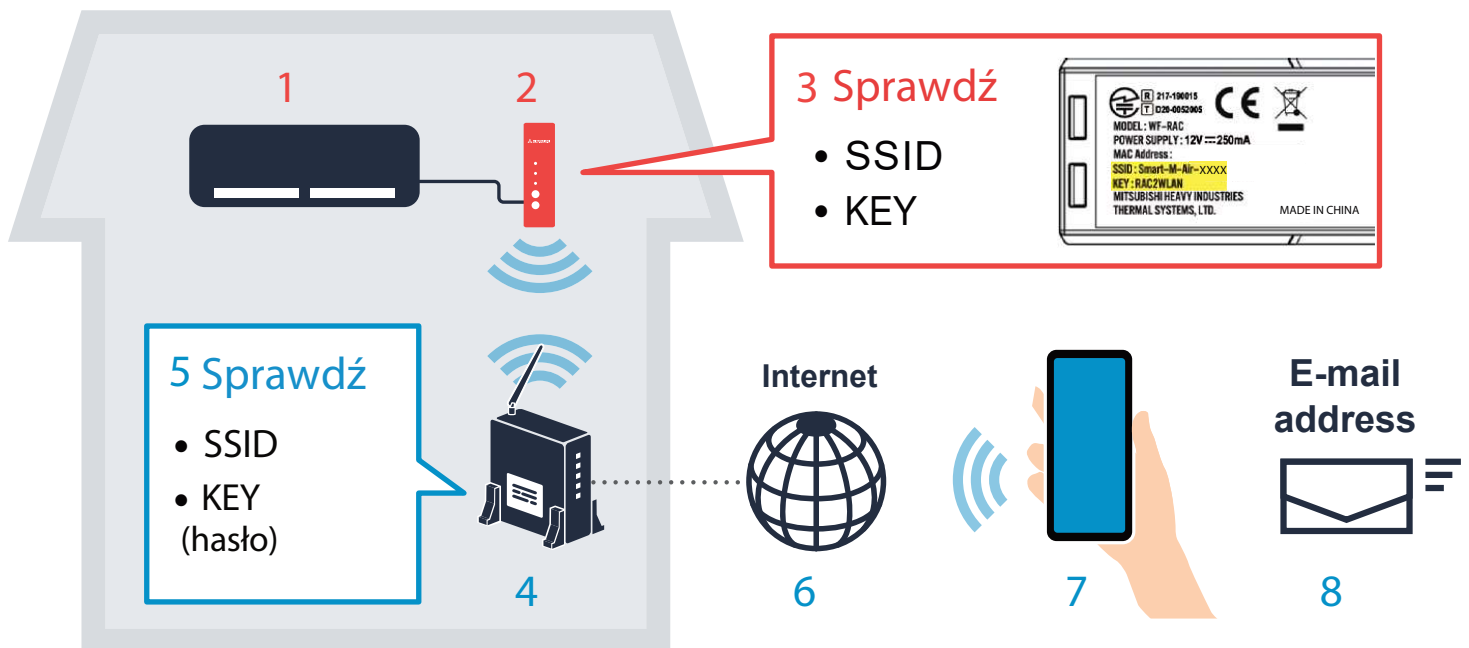 1
2
3 Sprawdź
• SSID
• KEY
R 217-190015
T D20-0052005
CE
MODEL : WF-RAC
POWER SUPPLY : 12V 250mA
MAC Address :
SSID : Smart-M-Air-XXXX
KEY : RAC2WLAN
MITSUBISHI HEAVY INDUSTRIES
THERMAL SYSTEMS, LTD.
MADE IN CHINA
5 Sprawdź
• SSID
• KEY
(hasło)
4
Internet
6
7
E-mail
address
8